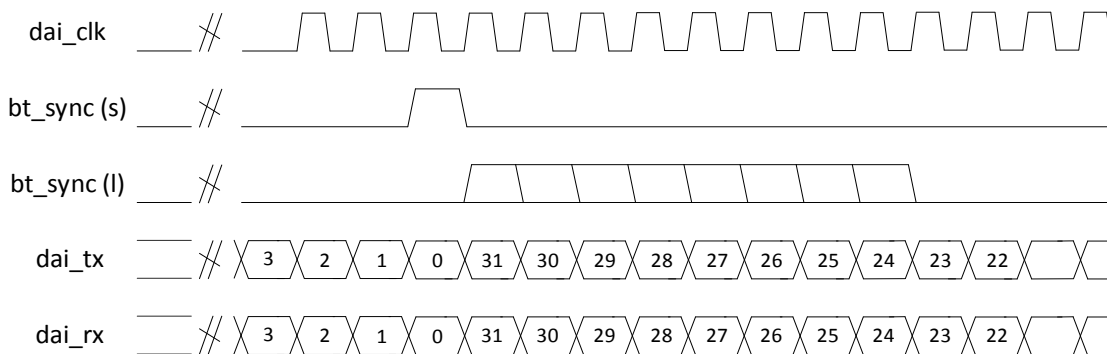 dai_clk
bt_sync (s)
bt_sync (l)
dai_tx 3 2 1 0 31 30 29 28 27 26 25 24 23 22
dai_rx 3 2 1 0 31 30 29 28 27 26 25 24 23 22